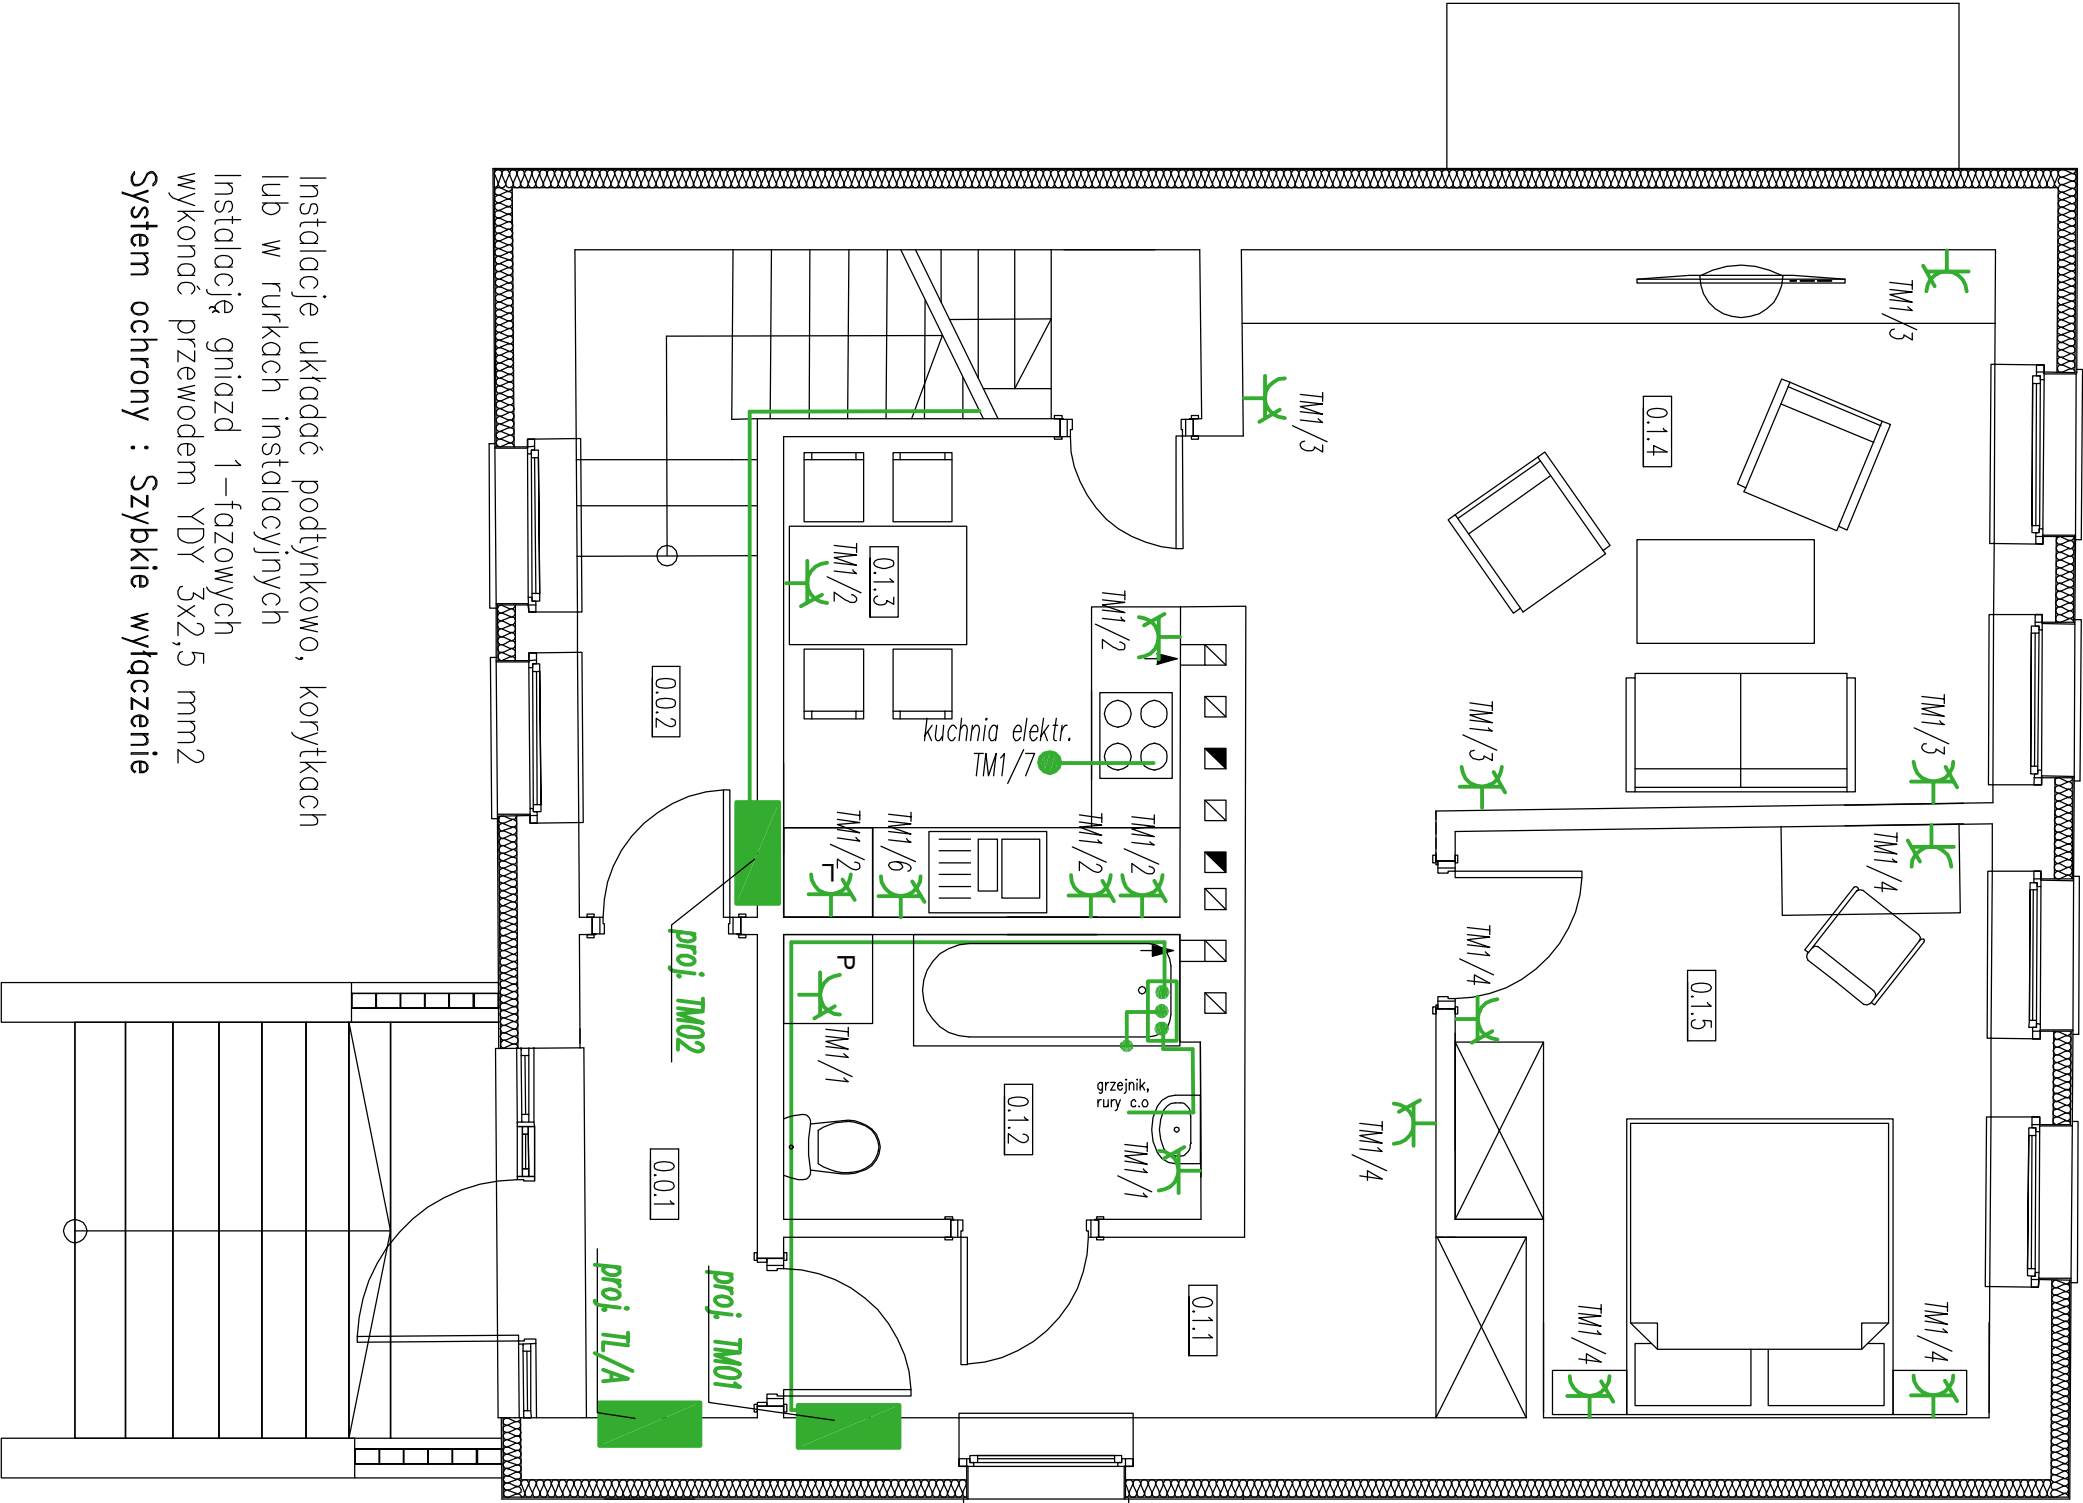 Instalacje układać podtynkowo, korytkach
lub w rurkach instalacyjnych
Instalację gniazd 1-fazowych
wykonać przewodem YDY 3x2,5 mm2
System ochrony : Szybkie wyłączenie
TM1/3
TM1/3
0.1.4
TM1/3
TM1/3
TM1/4
TM1/4
0.1.5
TM1/4
TM1/4
TM1/4
TM1/2
0.1.3
TM1/2
kuchnia elektr.
TM1/7
TM1/2
L
TM1/6
TM1/2
TM1/2
0.0.2
proj. TM02
P
TM1/1
0.1.2
grzejnik,
rury c.o
TM1/1
0.0.1
0.1.1
proj. TL/A
proj. TM01